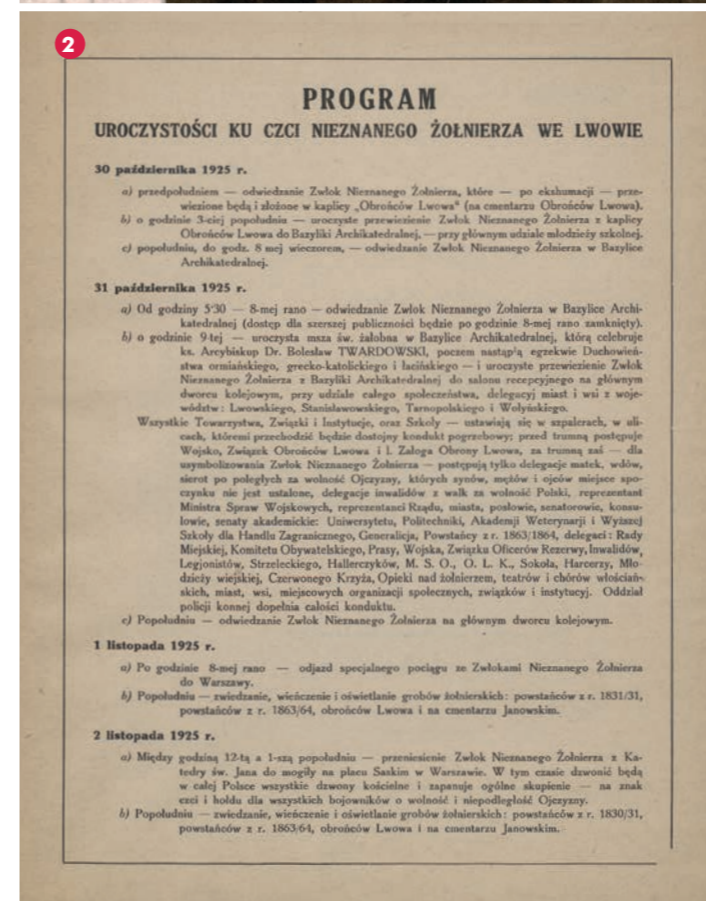 2
PROGRAM
UROCZYSTOŚCI KU CZCI NIEZNANEGO ŻOŁNIERZA WE LWOWIE
30 października 1925 r.
a) przedpołudniem — odwiedzanie Zwłok Nieznanego Żołnierza, które — po ekshumacji — prze-
wiezione będą i złożone w kaplicy „Obrońców Lwowa" (na cmentarzu Obrońców Lwowa).
b) o godzinie 3-ciej popołudniu — uroczyste przewiezienie Zwłok Nieznanego Żołnierza z kaplicy
Obrońców Lwowa do Bazyliki Archikatedralnej, — przy głównym udziale młodzieży szkolnej.
c) popołudniu, do godz. 8 mej wieczorem, — odwiedzanie Zwłok Nieznanego Żołnierza w Bazylice
Archikatedralnej.
31 października 1925 r.
a) Od godziny 5·30 — 8-mej rano — odwiedzanie Zwłok Nieznanego Żołnierza w Bazylice Archi-
katedralnej (dostęp dla szerszej publiczności będzie po godzinie 8-mej rano zamknięty).
b) o godzinie 9-tej — uroczysta msza św. żałobna w Bazylice Archikatedralnej, którą celebruje
ks. Arcybiskup Dr. Bolesław TWARDOWSKI, poczem nastąpią egzekwie Duchowień-
stwa ormiańskiego, grecko-katolickiego i łacińskiego — i uroczyste przewiezienie Zwłok
Nieznanego Żołnierza z Bazyliki Archikatedralnej do salonu recepcyjnego na głównym
dworcu kolejowym, przy udziale całego społeczeństwa, delegacyj miast i wsi z woje-
wództw: Lwowskiego, Stanisławowskiego, Tarnopolskiego i Wołyńskiego.
Wszystkie Towarzystwa, Związki i Instytucje, oraz Szkoły — ustawiają się w szpalerach, w uli-
cach, któremi przechodzić będzie dostojny kondukt pogrzebowy; przed trumną postępuje
Wojsko, Związek Obrońców Lwowa i I. Załoga Obrony Lwowa, za trumną zaś — dla
usymbolizowania Zwłok Nieznanego Żołnierza — postępują tylko delegacje matek, wdów,
sierot po poległych za wolność Ojczyzny, których synów, mężów i ojców miejsce spo-
czynku nie jest ustalone, delegacje inwalidów z walk za wolność Polski, reprezentant
Ministra Spraw Wojskowych, reprezentanci Rządu, miasta, posłowie, senatorowie, konsu-
lowie, senaty akademickie: Uniwersytetu, Politechniki, Akademji Weterynarji i Wyższej
Szkoły dla Handlu Zagranicznego, Generalicja, Powstańcy z r. 1863/1864, delegaci: Rady
Miejskiej, Komitetu Obywatelskiego, Prasy, Wojska, Związku Oficerów Rezerwy, Inwalidów,
Legjonistów, Strzeleckiego, Hallerczyków, M. S. O., O. L. K., Sokoła, Harcerzy, Mło-
dzieży wiejskiej, Czerwonego Krzyża, Opieki nad żołnierzem, teatrów i chórów włościań-
skich, miast, wsi, miejscowych organizacji społecznych, związków i instytucyj. Oddział
policji konnej dopełnia całości konduktu.
c) Popołudniu — odwiedzanie Zwłok Nieznanego Żołnierza na głównym dworcu kolejowym.
1 listopada 1925 r.
a) Po godzinie 8-mej rano — odjazd specjalnego pociągu ze Zwłokami Nieznanego Żołnierza
do Warszawy.
b) Popołudniu — zwiedzanie, wieńczenie i oświetlanie grobów żołnierskich: powstańców z r. 1831/31,
powstańców z r. 1863/64, obrońców Lwowa i na cmentarzu Janowskim.
2 listopada 1925 r.
a) Między godziną 12-tą a 1-szą popołudniu — przeniesienie Zwłok Nieznanego Żołnierza z Ka-
tedry św. Jana do mogiły na placu Saskim w Warszawie. W tym czasie dzwonić będą
w całej Polsce wszystkie dzwony kościelne i zapanuje ogólne skupienie — na znak
czci i hołdu dla wszystkich bojowników o wolność i niepodległość Ojczyzny.
b) Popołudniu — zwiedzanie, wieńczenie i oświetlanie grobów żołnierskich: powstańców z r. 1830/31,
powstańców z r. 1863/64, obrońców Lwowa i na cmentarzu Janowskim.